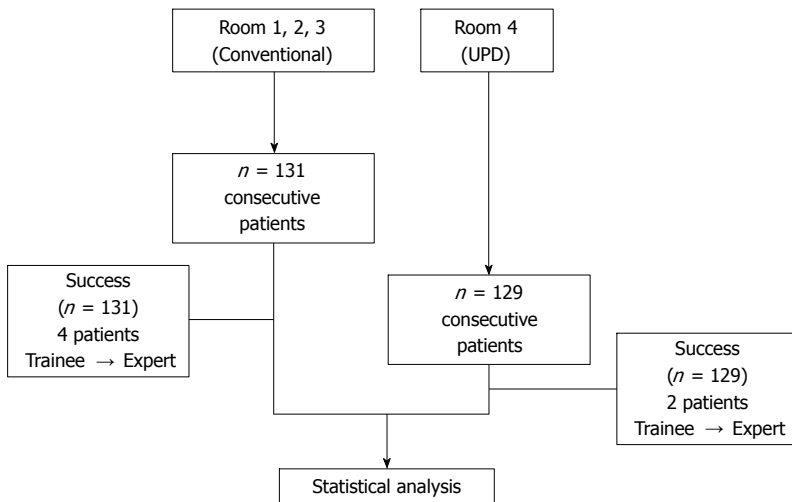 Room 1, 2, 3
(Conventional)
Room 4
(UPD)
n = 131
consecutive
patients
n = 129
consecutive
patients
Success
(n = 131)
4 patients
Trainee → Expert
Success
(n = 129)
2 patients
Trainee → Expert
Statistical analysis